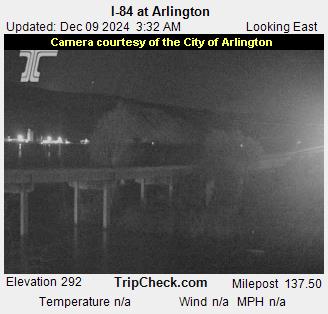 I-84 at Arlington
Updated: Dec 09 2024 3:32 AM Looking East
Camera courtesy of the City of Arlington
Elevation 292 TripCheck.com Milepost 137.50
Temperature n/a Wind n/a MPH n/a